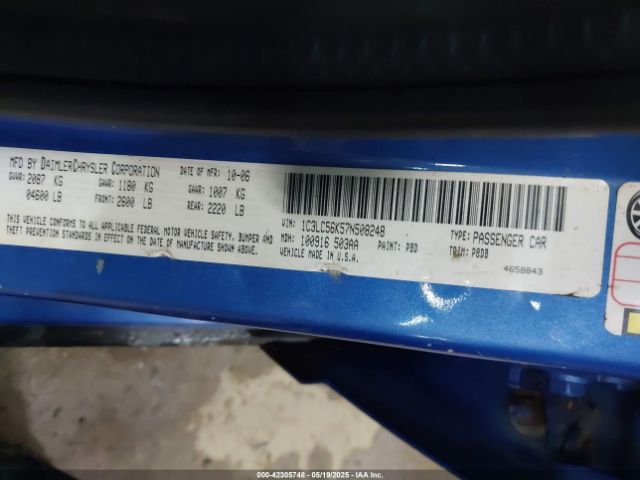 MFD BY DAIMLERCHRYSLER CORPORATION DATE OF MFR: 10-06
GVWR: 2087 KG GAWR: 1180 KG GAWR: 1007 KG
04600 LB FRONT: 2600 LB REAR: 2220 LB
THIS VEHICLE CONFORMS TO ALL APPLICABLE FEDERAL MOTOR VEHICLE SAFETY, BUMPER AND
THEFT PREVENTION STANDARDS IN EFFECT ON THE DATE OF MANUFACTURE SHOWN ABOVE.
VIN: 1C3LC56K57N508248 TYPE: PASSENGER CAR
MDH: 100916 503AA PAINT: PBD TRIM: P8DB
VEHICLE MADE IN U.S.A. 4658843
000-42305748 - 05/19/2025 - IAAI.COM